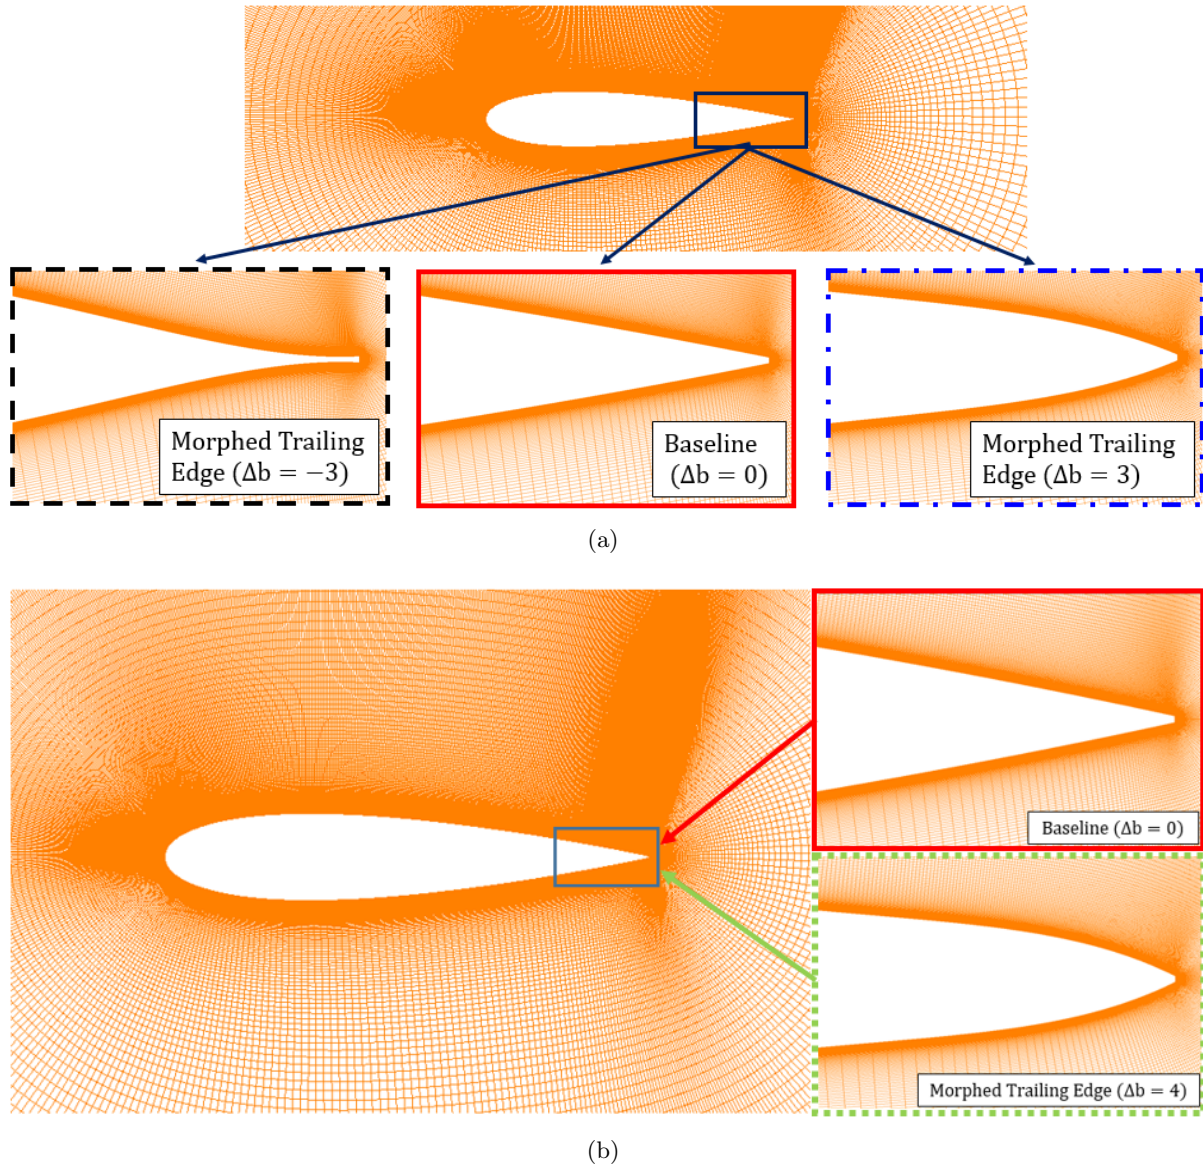 Morphed Trailing
Edge (Δb = −3)
Baseline
(Δb = 0)
Morphed Trailing
Edge (Δb = 3)
(a)
Baseline (Δb = 0)
Morphed Trailing Edge (Δb = 4)
(b)